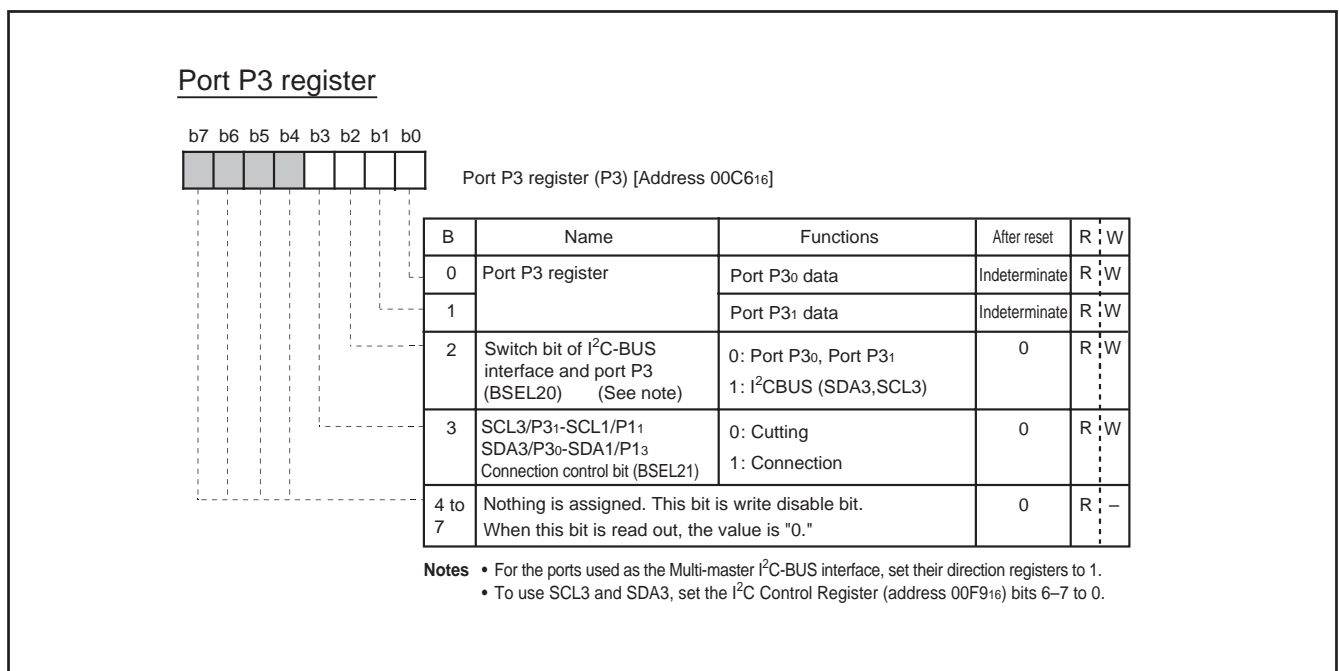 Port P3 register
b7 b6 b5 b4 b3 b2 b1 b0
Port P3 register (P3) [Address 00C6₁₆]
B Name Functions After reset R W
0 Port P3 register Port P3₀ data Indeterminate R W
1 Port P3₁ data Indeterminate R W
2 Switch bit of I²C-BUS 0: Port P3₀, Port P3₁ 0 R W
interface and port P3
(BSEL20) (See note) 1: I²CBUS (SDA3,SCL3)
3 SCL3/P3₁-SCL1/P1₁ 0: Cutting 0 R W
SDA3/P3₀-SDA1/P1₃
Connection control bit (BSEL21) 1: Connection
4 to Nothing is assigned. This bit is write disable bit. 0 R –
7 When this bit is read out, the value is "0."
Notes • For the ports used as the Multi-master I²C-BUS interface, set their direction registers to 1.
• To use SCL3 and SDA3, set the I²C Control Register (address 00F9₁₆) bits 6–7 to 0.